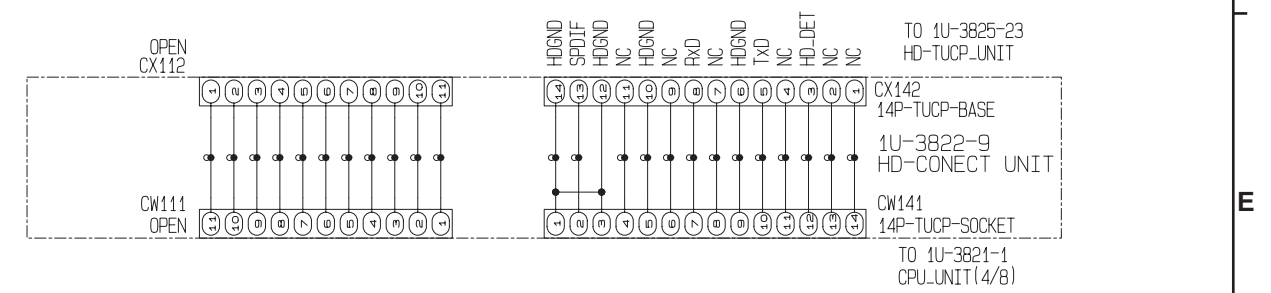 HDGND
SPDIF
HDGND
NC
HDGND
NC
RxD
NC
HDGND
TxD
NC
HD_DET
NC
NC
TO 1U-3825-23
HD-TUCP_UNIT
OPEN
CX112
1 2 3 4 5 6 7 8 9 10 11
14 13 12 11 10 9 8 7 6 5 4 3 2 1
CX142
14P-TUCP-BASE
1U-3822-9
HD-CONECT UNIT
CW111
OPEN
11 10 9 8 7 6 5 4 3 2 1
1 2 3 4 5 6 7 8 9 10 11 12 13 14
CW141
14P-TUCP-SOCKET
TO 1U-3821-1
CPU_UNIT(4/8)
E